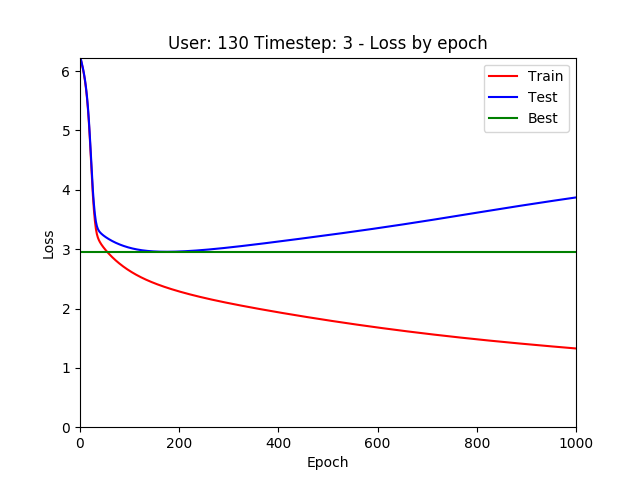 User: 130 Timestep: 3 - Loss by epoch
Train
Test
Best
Loss
6
5
4
3
2
1
0
0 200 400 600 800 1000
Epoch